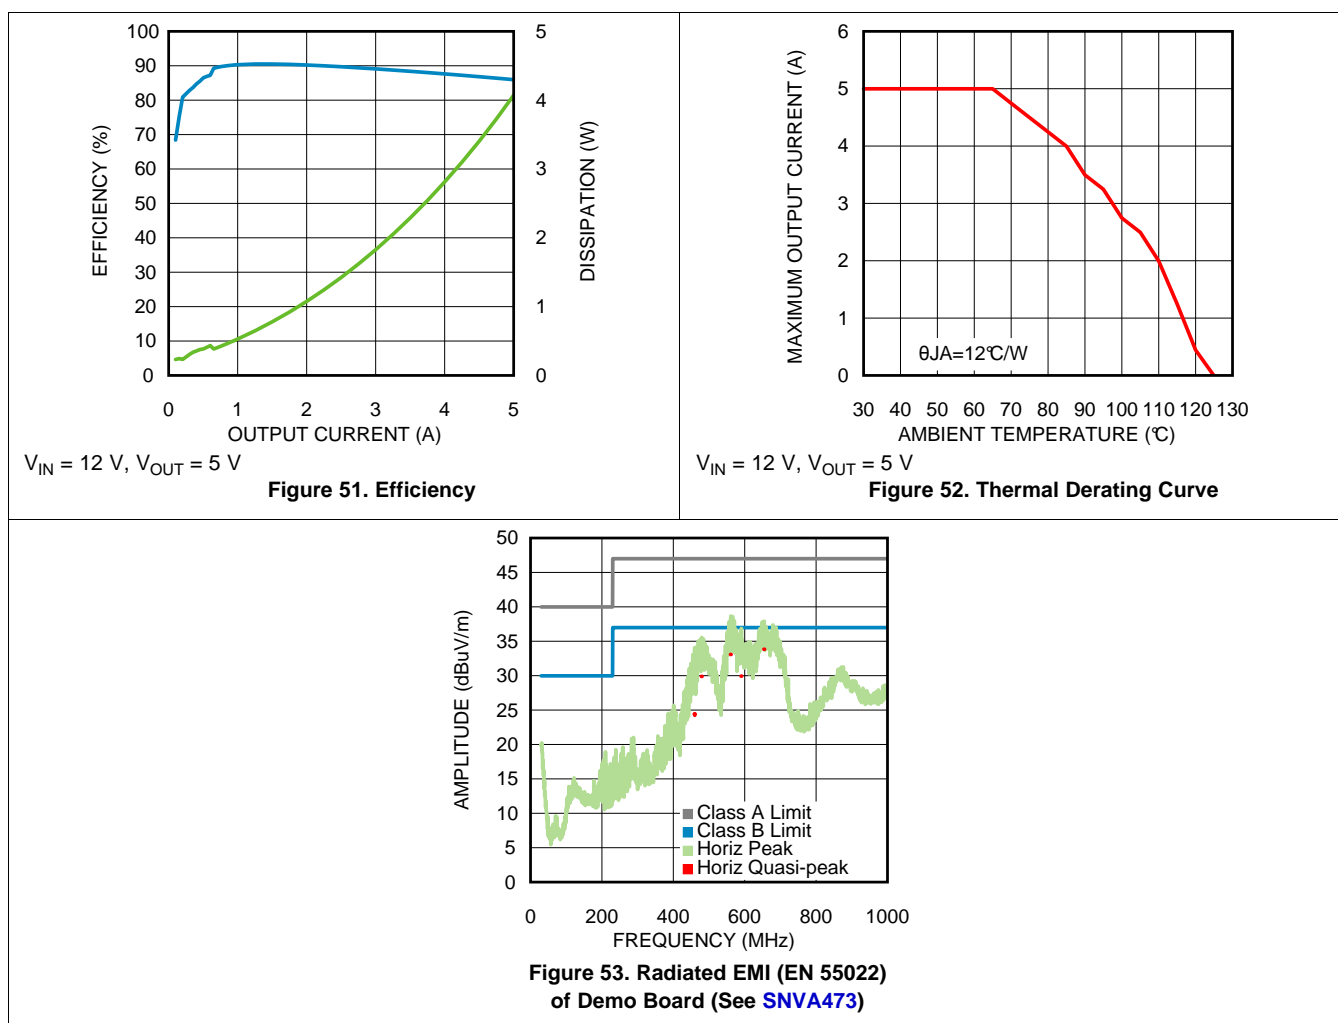 100
90
80
70
60
50
40
30
20
10
0
EFFICIENCY (%)
5
4
3
2
1
0
DISSIPATION (W)
0 1 2 3 4 5
OUTPUT CURRENT (A)
VIN = 12 V, VOUT = 5 V
Figure 51. Efficiency
6
5
4
3
2
1
0
MAXIMUM OUTPUT CURRENT (A)
θJA=12°C/W
30 40 50 60 70 80 90 100 110 120 130
AMBIENT TEMPERATURE (°C)
VIN = 12 V, VOUT = 5 V
Figure 52. Thermal Derating Curve
50
45
40
35
30
25
20
15
10
5
0
AMPLITUDE (dBuV/m)
Class A Limit
Class B Limit
Horiz Peak
Horiz Quasi-peak
0 200 400 600 800 1000
FREQUENCY (MHz)
Figure 53. Radiated EMI (EN 55022)
of Demo Board (See SNVA473)